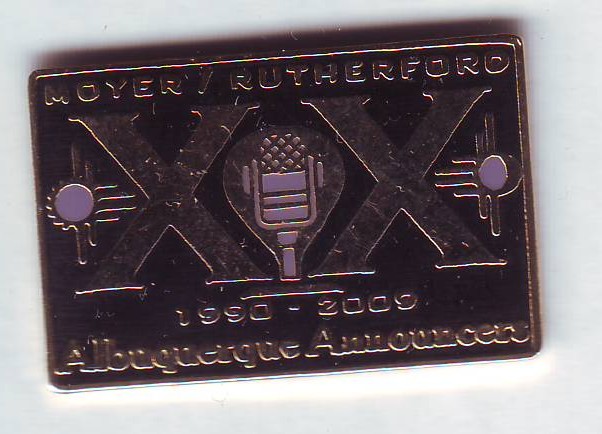 MOYER / RUTHERFORD
XX
1990 - 2009
Albuquerque Announcers